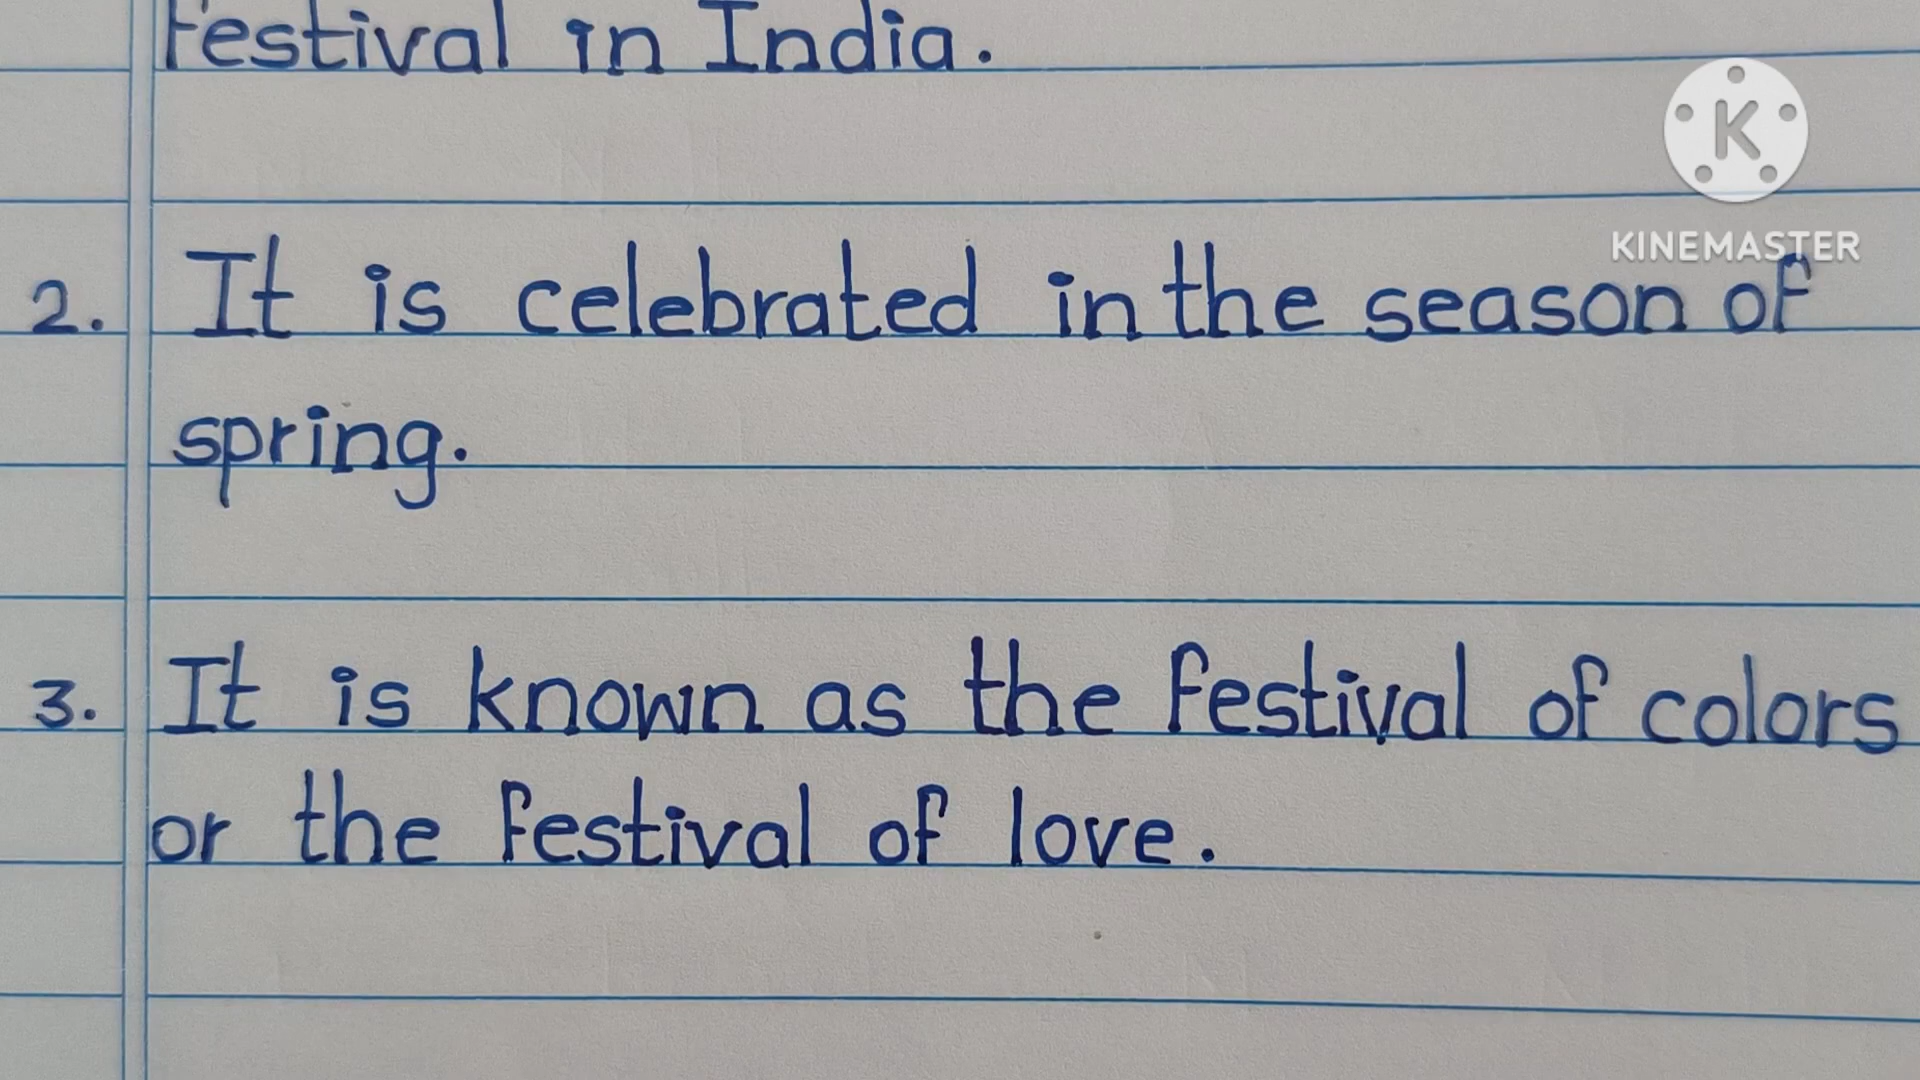 festival in India.
KINEMASTER
2. It is celebrated in the season of
spring.
3. It is known as the festival of colors
or the festival of love.